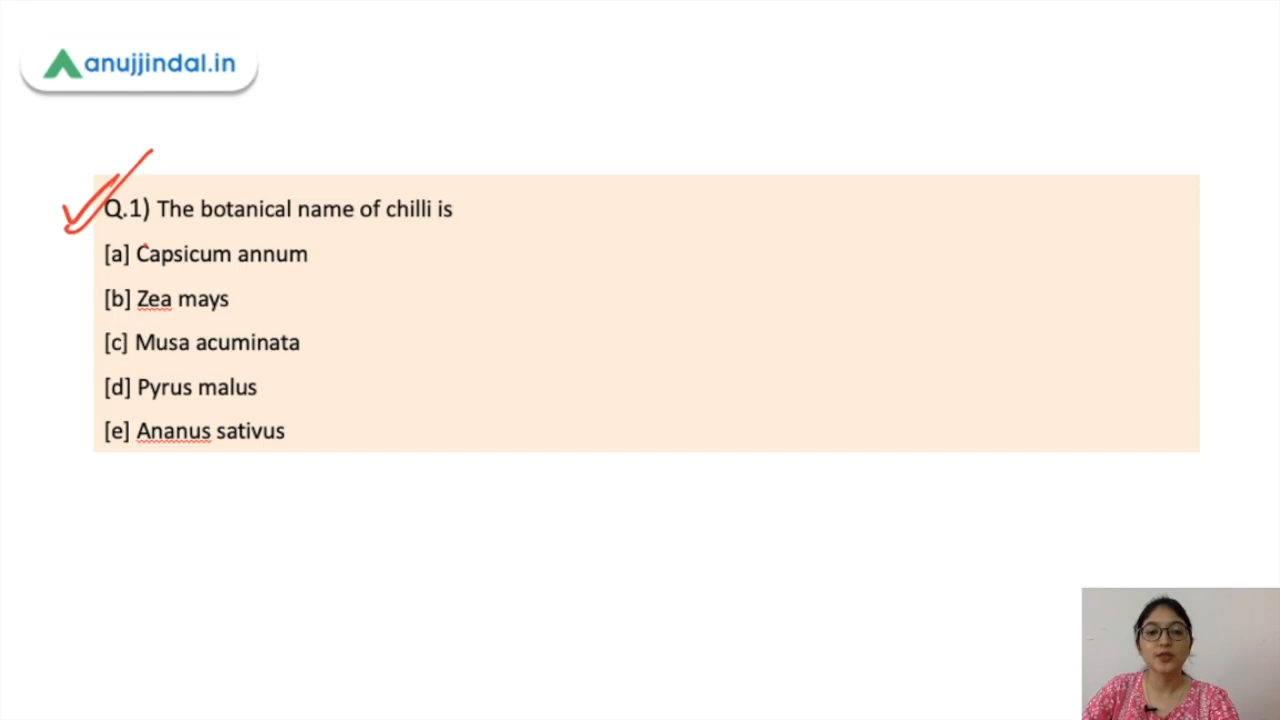 anujjindal.in
Q.1) The botanical name of chilli is
[a] Capsicum annum
[b] Zea mays
[c] Musa acuminata
[d] Pyrus malus
[e] Ananus sativus